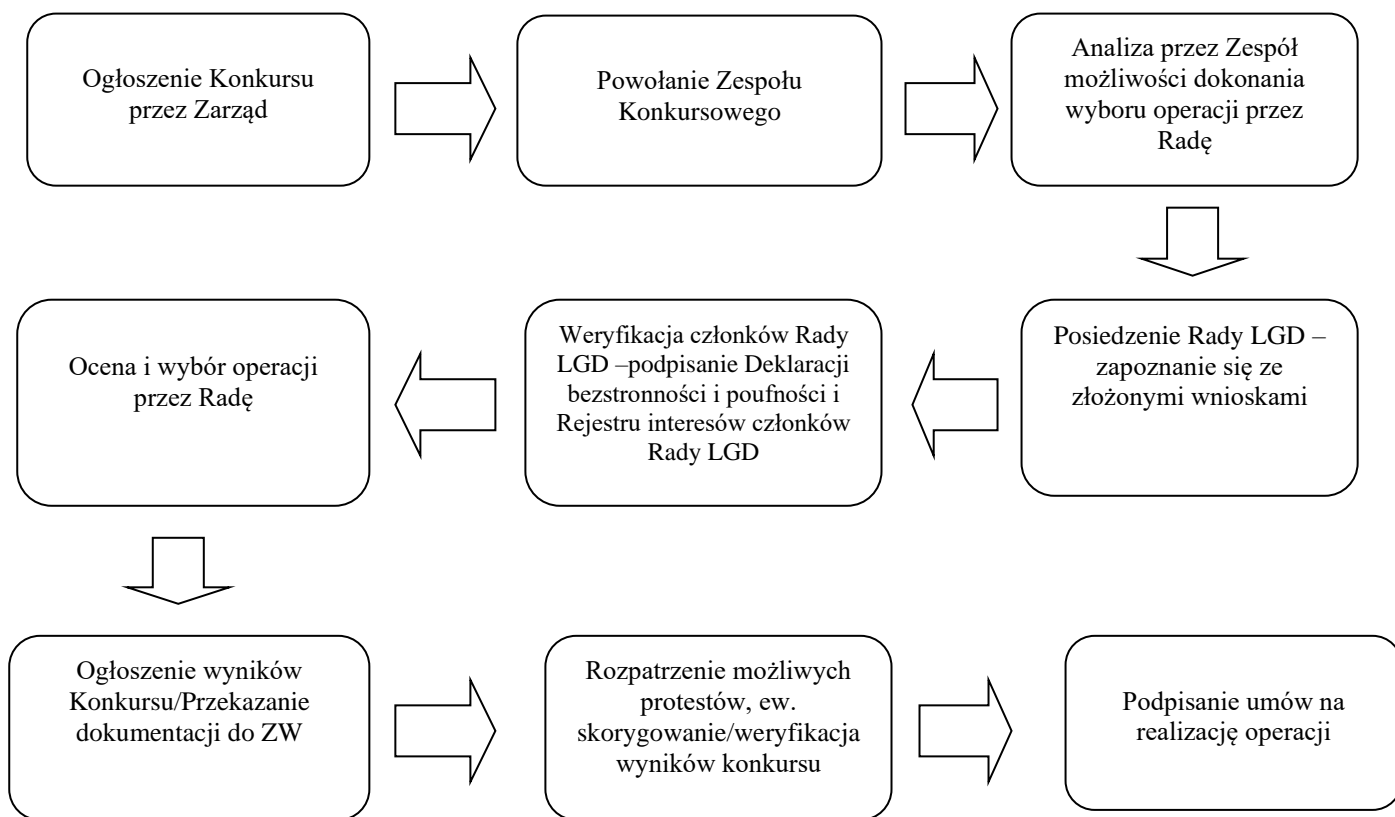 Ogłoszenie Konkursu
przez Zarząd
Powołanie Zespołu
Konkursowego
Analiza przez Zespół
możliwości dokonania
wyboru operacji przez
Radę
Posiedzenie Rady LGD –
zapoznanie się ze
złożonymi wnioskami
Weryfikacja członków Rady
LGD –podpisanie Deklaracji
bezstronności i poufności i
Rejestru interesów członków
Rady LGD
Ocena i wybór operacji
przez Radę
Ogłoszenie wyników
Konkursu/Przekazanie
dokumentacji do ZW
Rozpatrzenie możliwych
protestów, ew.
skorygowanie/weryfikacja
wyników konkursu
Podpisanie umów na
realizację operacji